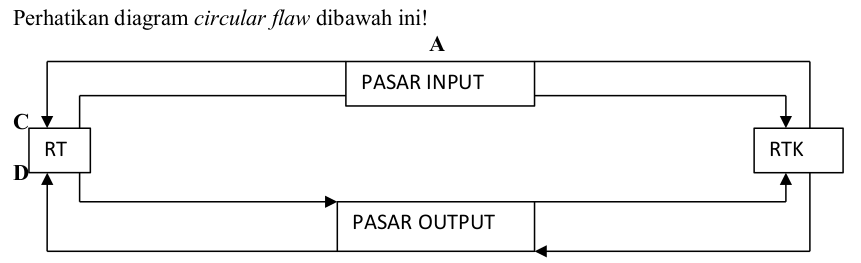 Perhatikan diagram circular flaw dibawah ini!
A
PASAR INPUT
C
RT
RTK
D
PASAR OUTPUT